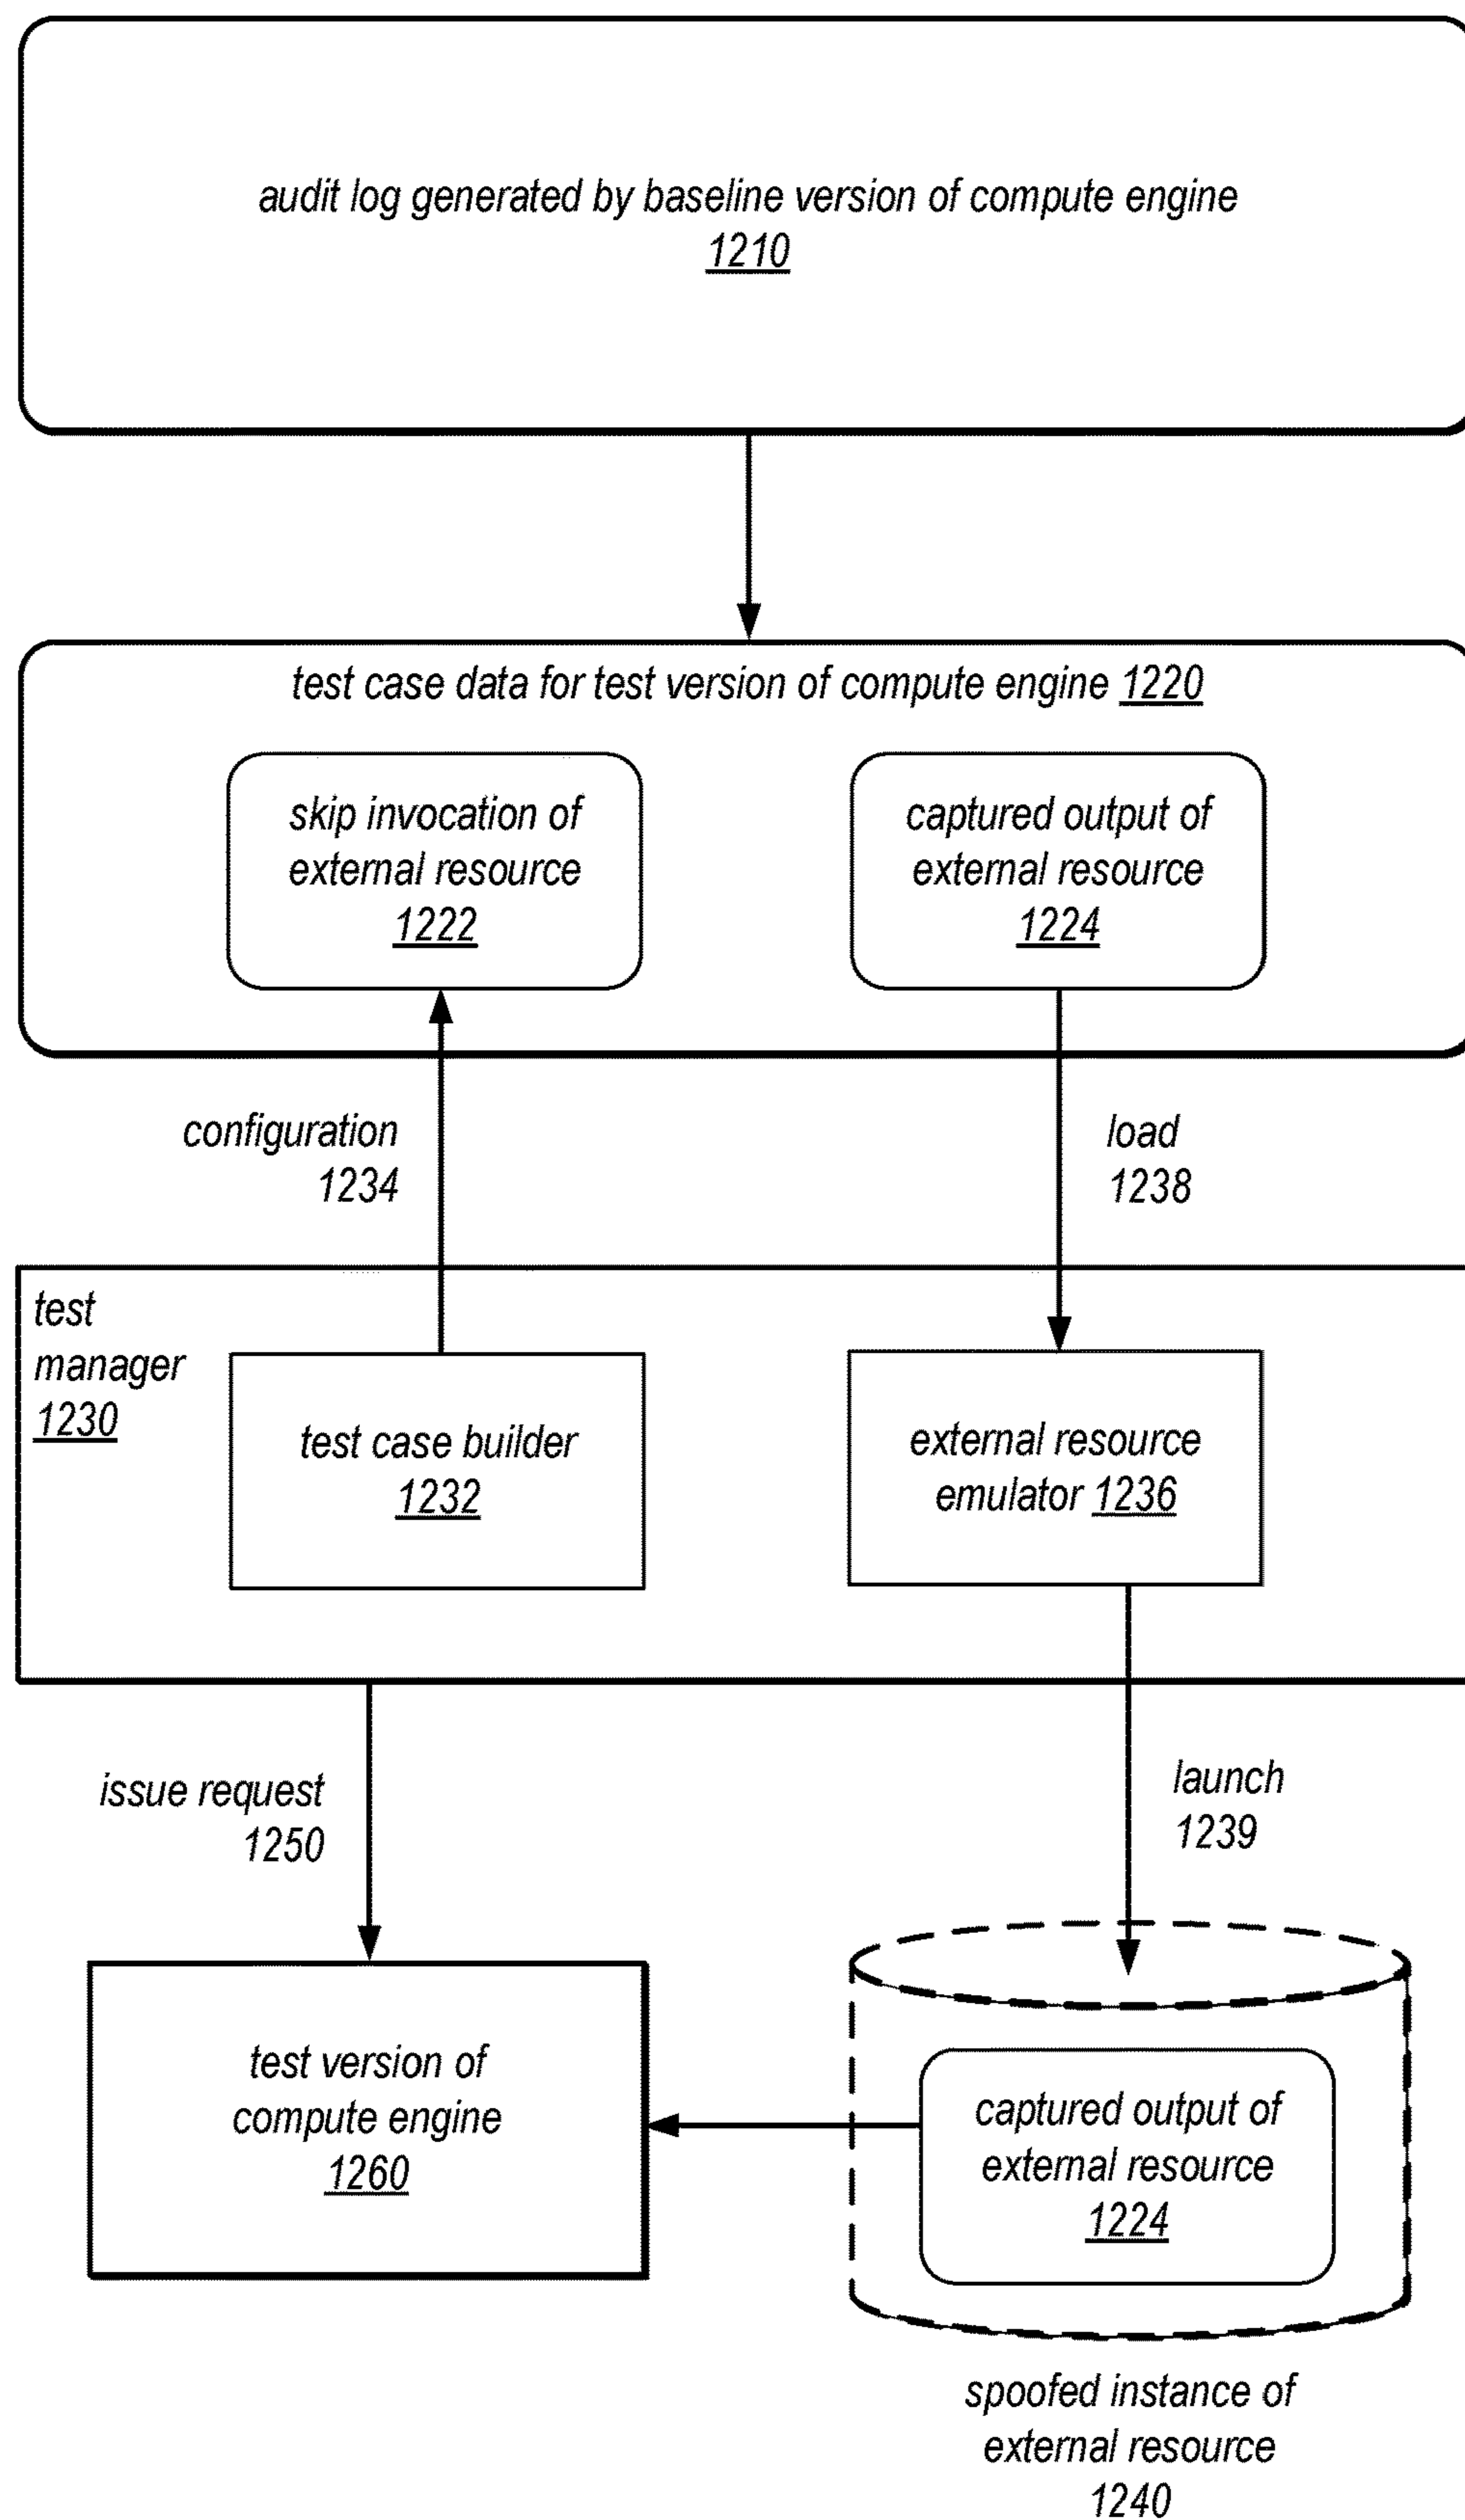 audit log generated by baseline version of compute engine
1210
test case data for test version of compute engine 1220
skip invocation of
external resource
1222
captured output of
external resource
1224
configuration
1234
load
1238
test
manager
1230
test case builder
1232
external resource
emulator 1236
issue request
1250
launch
1239
test version of
compute engine
1260
captured output of
external resource
1224
spoofed instance of
external resource
1240